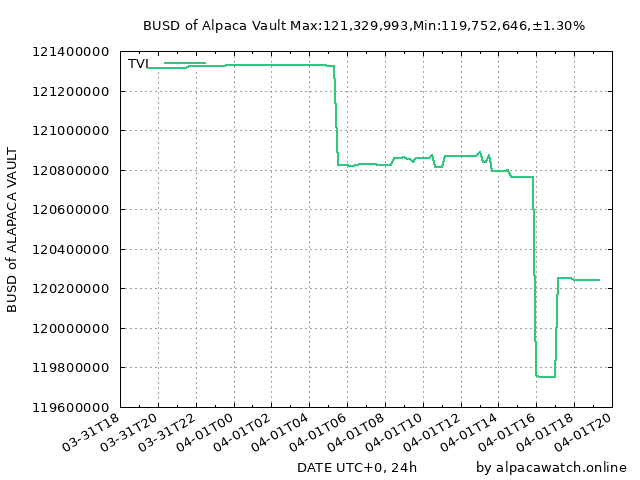 BUSD of Alpaca Vault Max:121,329,993,Min:119,752,646,±1.30%
121400000
121200000
121000000
120800000
120600000
120400000
120200000
120000000
119800000
119600000
BUSD of ALAPACA VAULT
TVL
03-31T18
03-31T20
03-31T22
04-01T00
04-01T02
04-01T04
04-01T06
04-01T08
04-01T10
04-01T12
04-01T14
04-01T16
04-01T18
04-01T20
DATE UTC+0, 24h
by alpacawatch.online